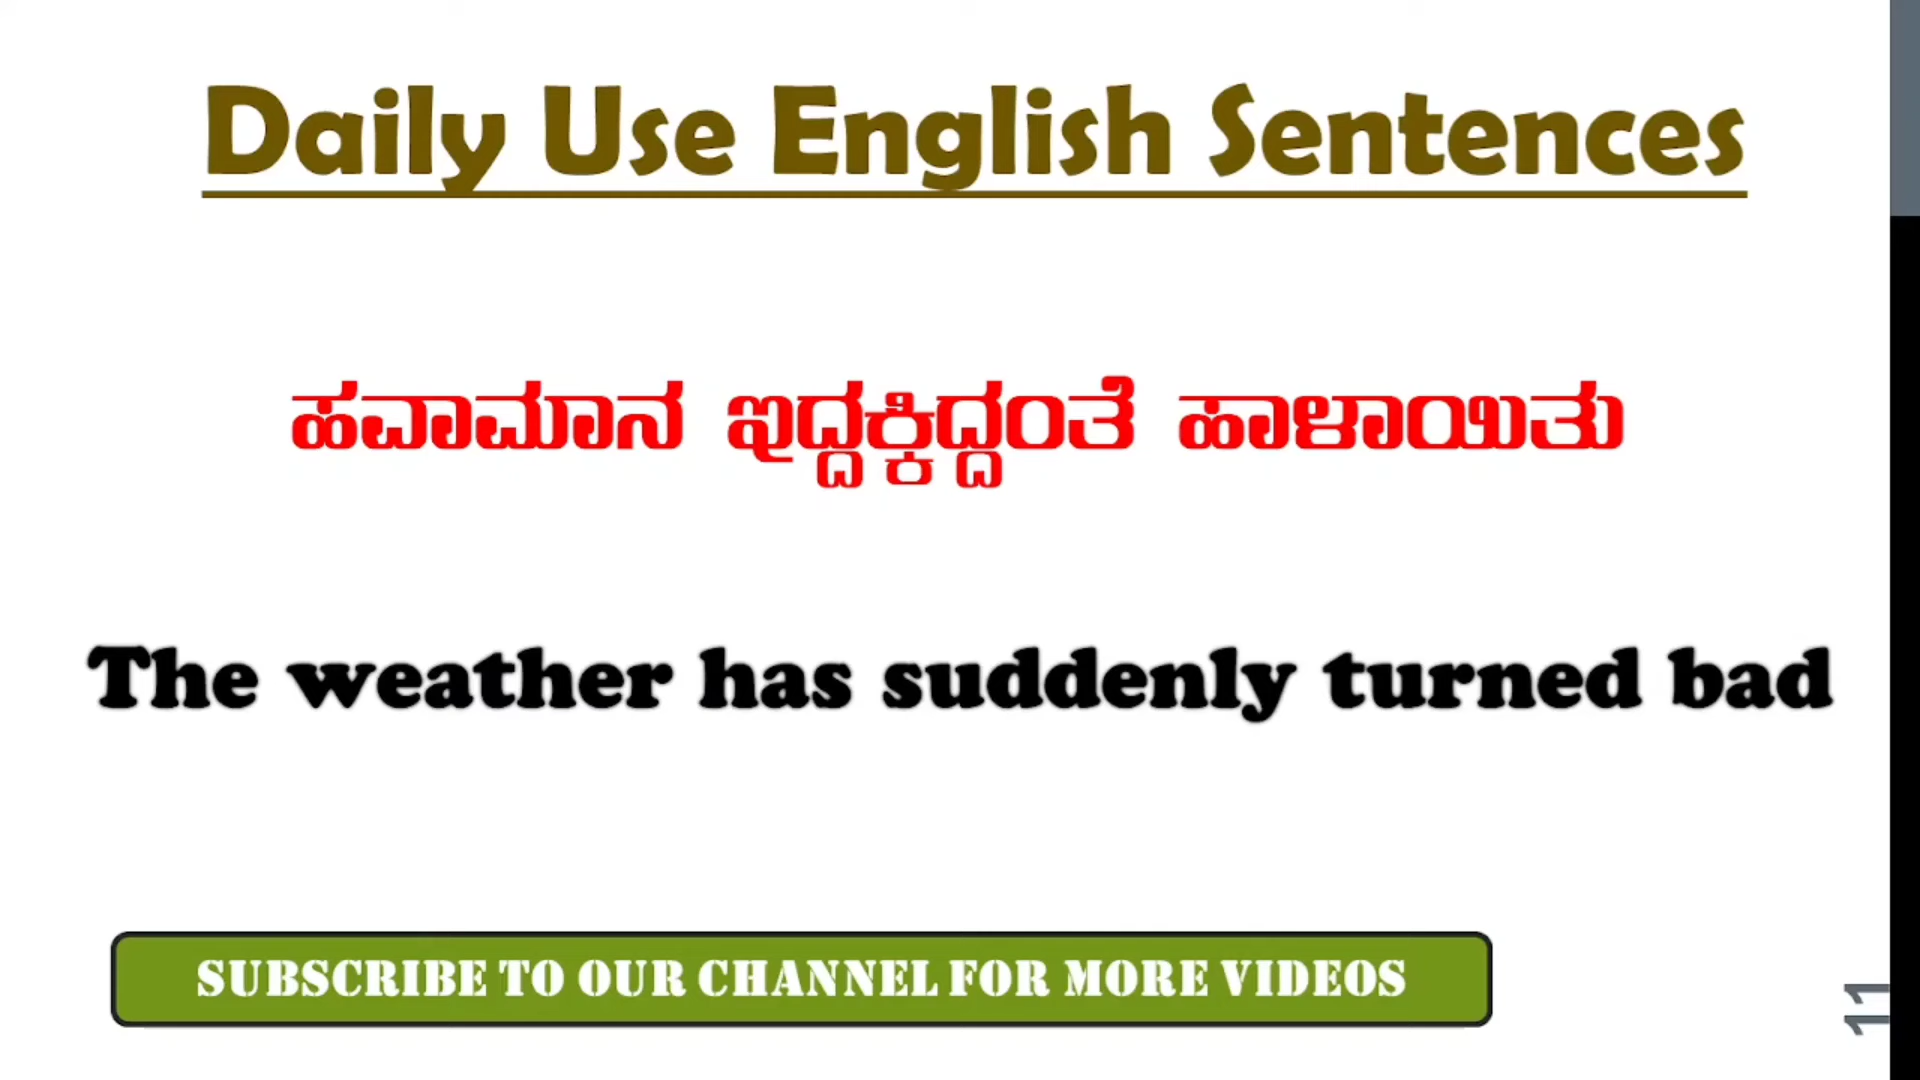 Daily Use English Sentences
ಹವಾಮಾನ ಇದ್ದಕ್ಕಿದ್ದಂತೆ ಹಾಳಾಯಿತು
The weather has suddenly turned bad
SUBSCRIBE TO OUR CHANNEL FOR MORE VIDEOS
11